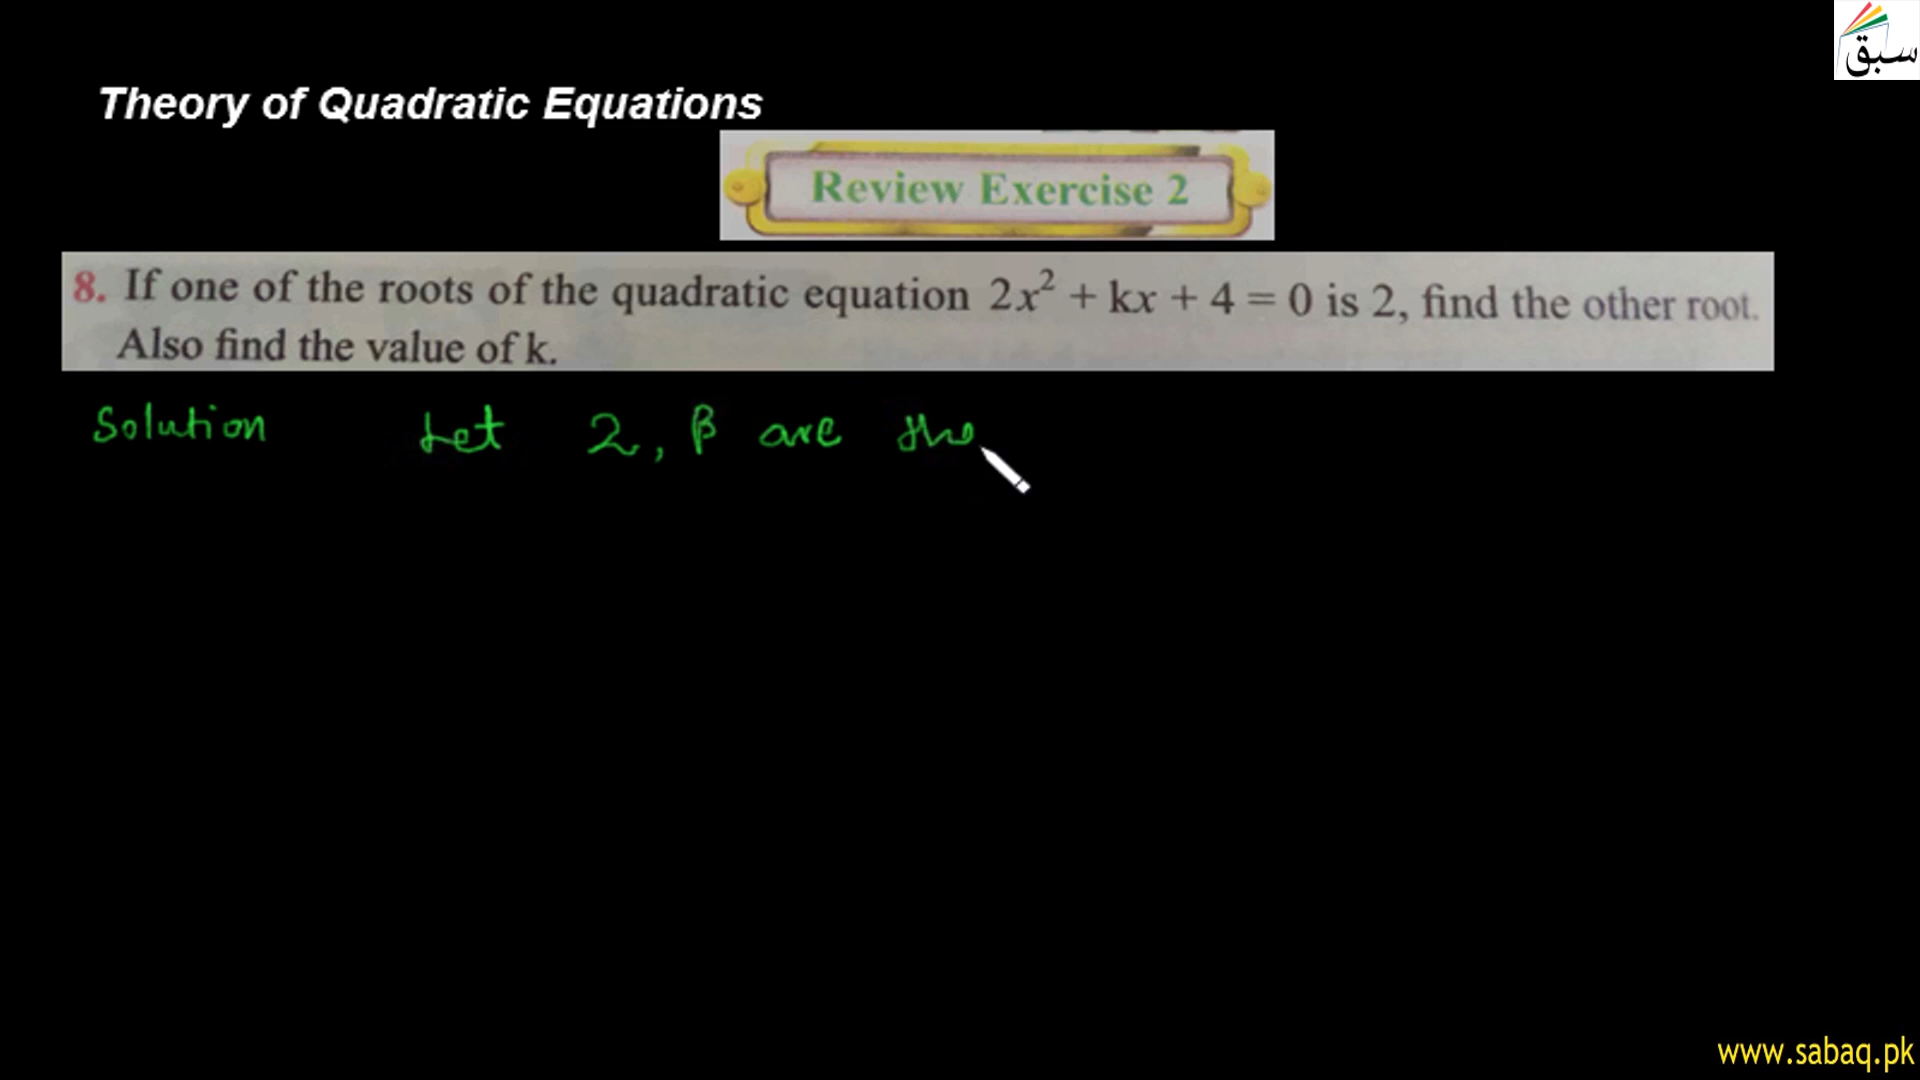 سبق
Theory of Quadratic Equations
Review Exercise 2
8. If one of the roots of the quadratic equation 2x² + kx + 4 = 0 is 2, find the other root.
Also find the value of k.
Solution Let 2, β are the
www.sabaq.pk